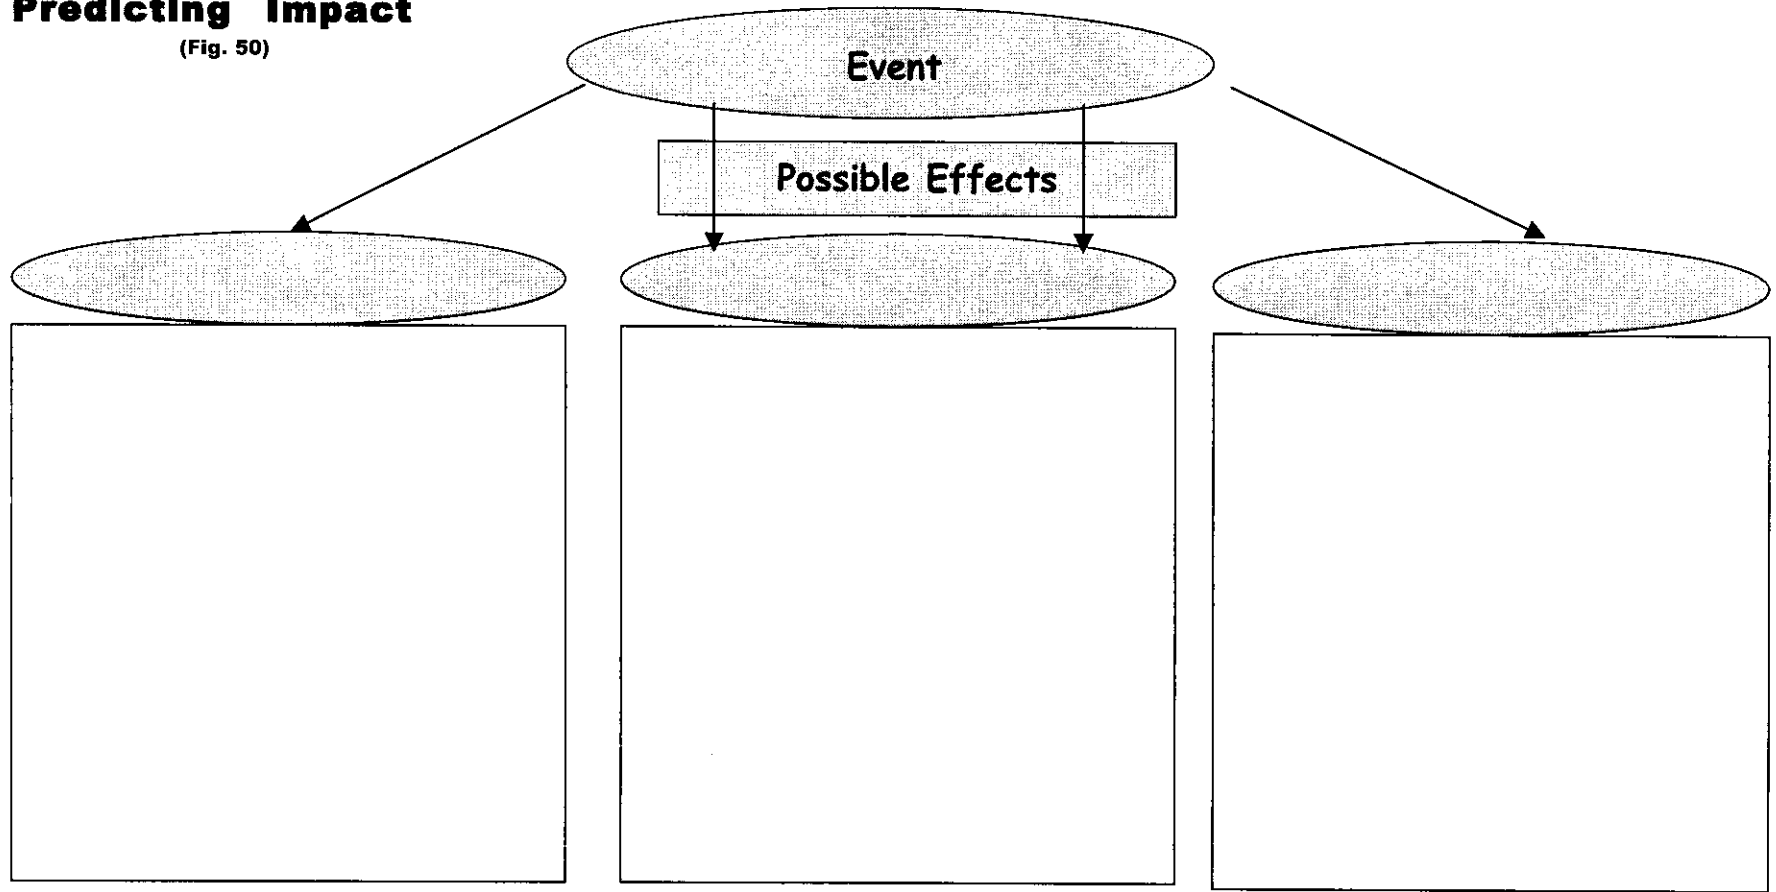 Predicting Impact
(Fig. 50)
Event
Possible Effects